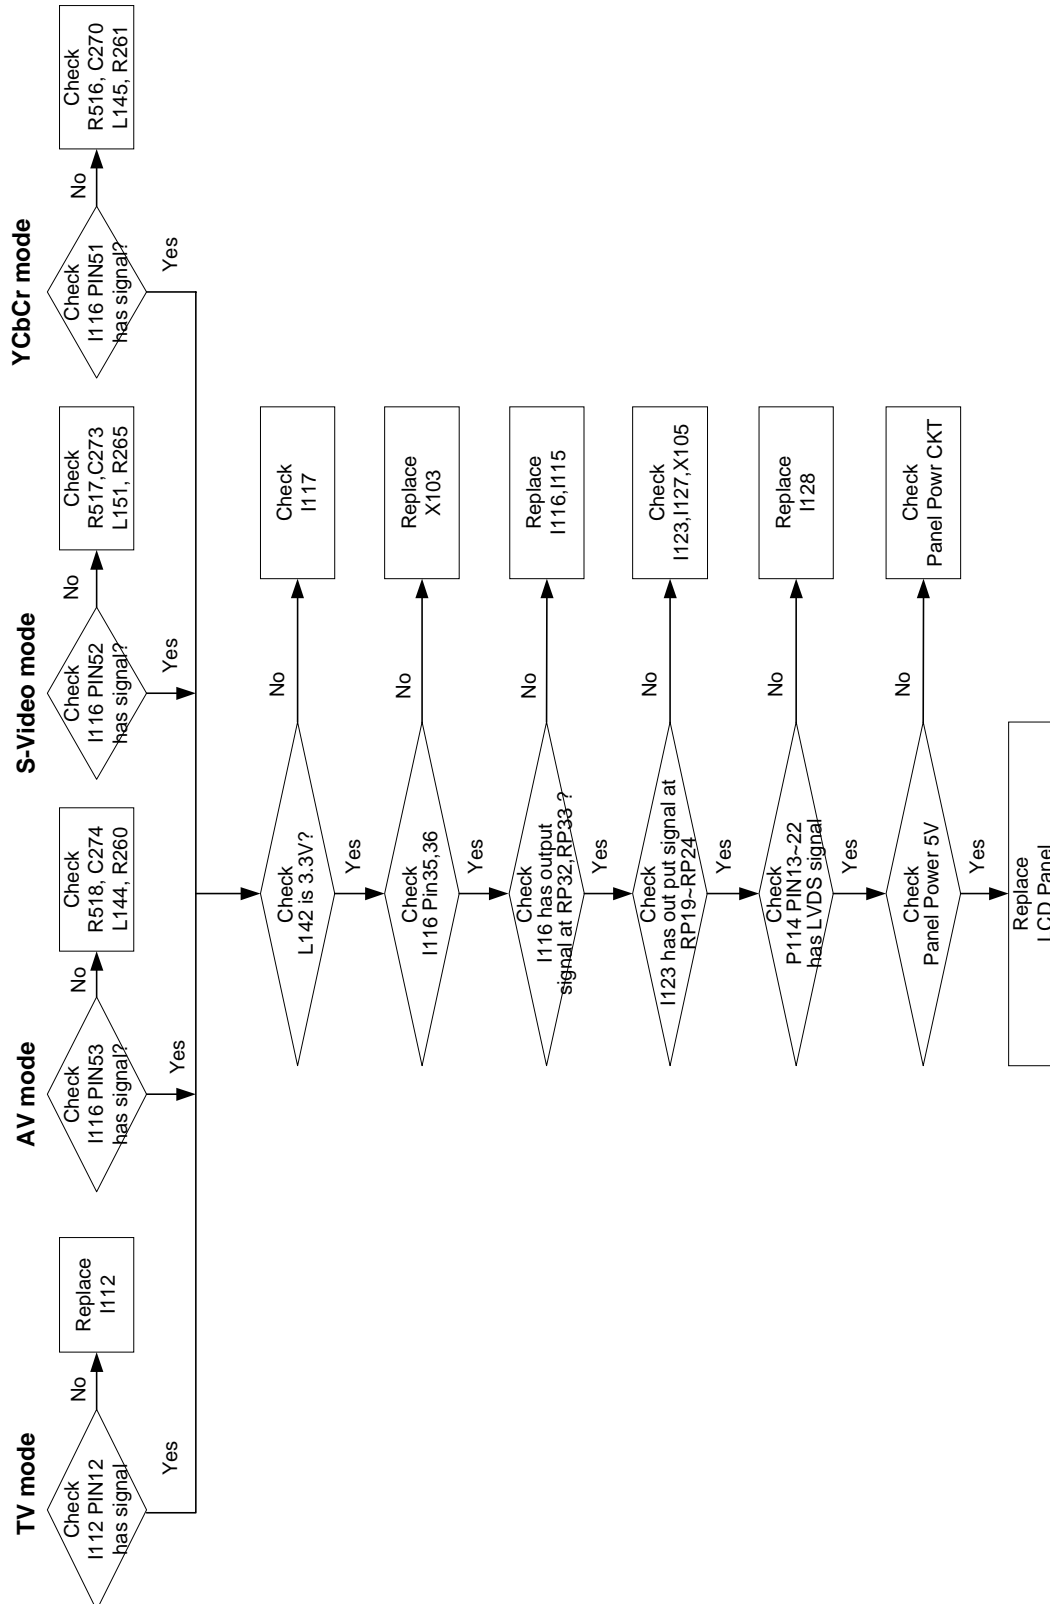 TV mode
AV mode
S-Video mode
YCbCr mode
Check
I112 PIN12
has signal
No
Replace
I112
Yes
Check
I116 PIN53
has signal?
No
Check
R518, C274
L144, R260
Yes
Check
I116 PIN52
has signal?
No
Check
R517,C273
L151, R265
Yes
Check
I116 PIN51
has signal?
No
Check
R516, C270
L145, R261
Yes
Check
L142 is 3.3V?
No
Check
I117
Yes
Check
I116 Pin35,36
No
Replace
X103
Yes
Check
I116 has output
signal at RP32,RP33 ?
No
Replace
I116,I115
Yes
Check
I123 has out put signal at
RP19~RP24
No
Check
I123,I127,X105
Yes
Check
P114 PIN13~22
has LVDS signal
No
Replace
I128
Yes
Check
Panel Power 5V
No
Check
Panel Powr CKT
Yes
Replace
LCD Panel